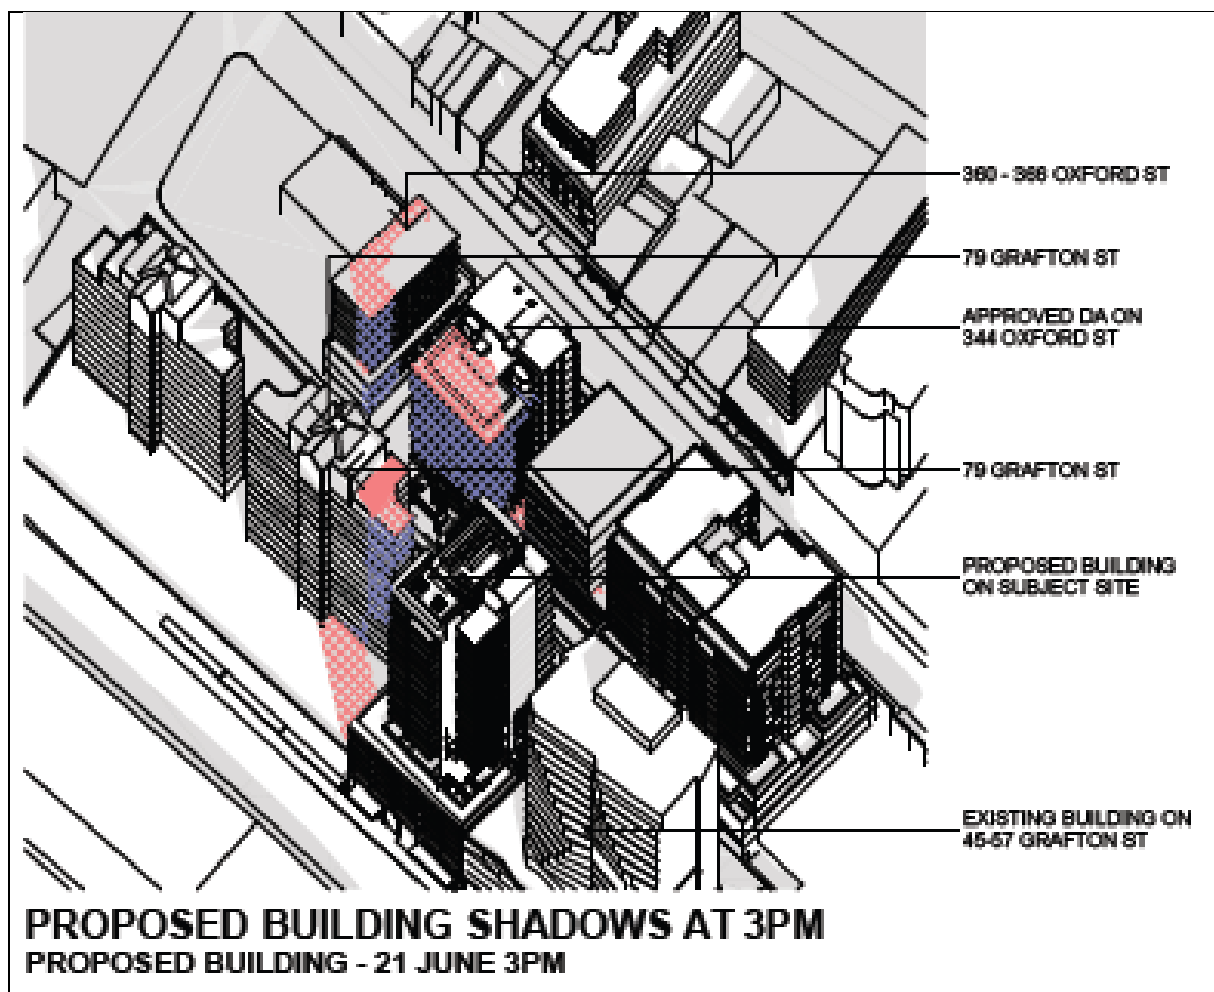 360 - 366 OXFORD ST
79 GRAFTON ST
APPROVED DA ON
344 OXFORD ST
79 GRAFTON ST
PROPOSED BUILDING
ON SUBJECT SITE
EXISTING BUILDING ON
45-57 GRAFTON ST
PROPOSED BUILDING SHADOWS AT 3PM
PROPOSED BUILDING - 21 JUNE 3PM